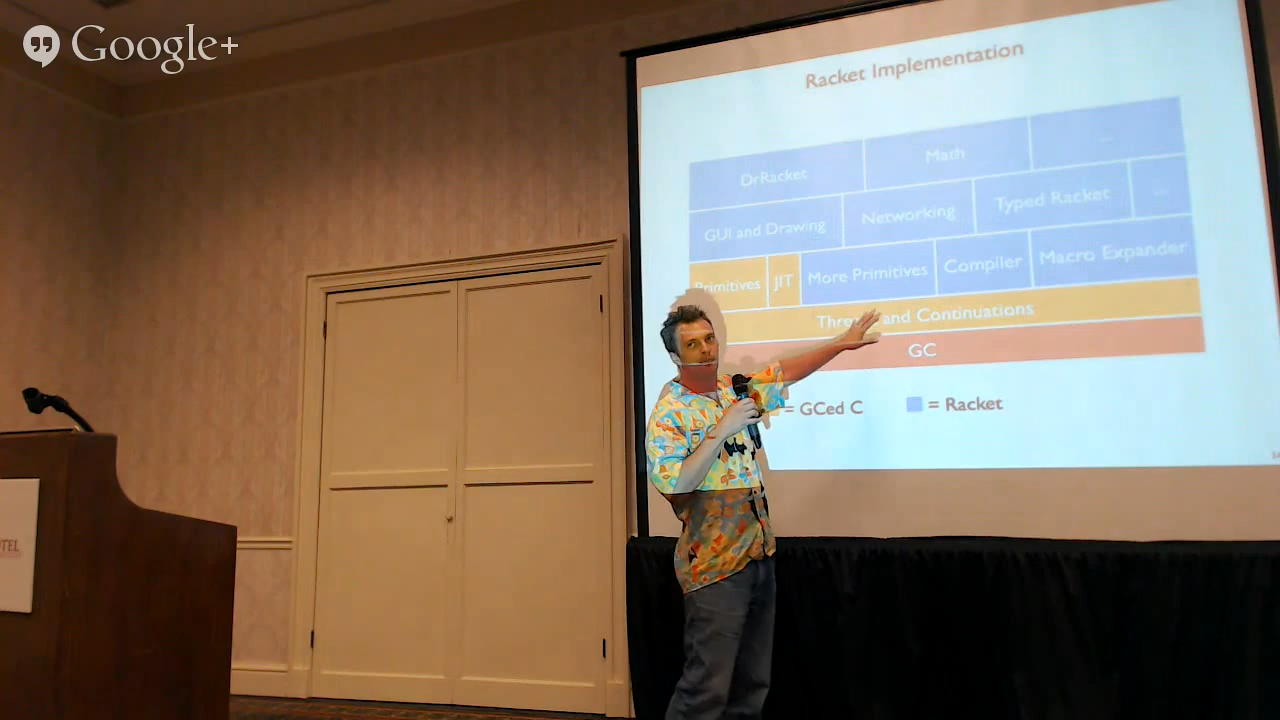 Google+
Racket Implementation
DrRacket Math ...
GUI and Drawing Networking Typed Racket ...
Primitives JIT More Primitives Compiler Macro Expander
and Continuations
GC
= GCed C = Racket